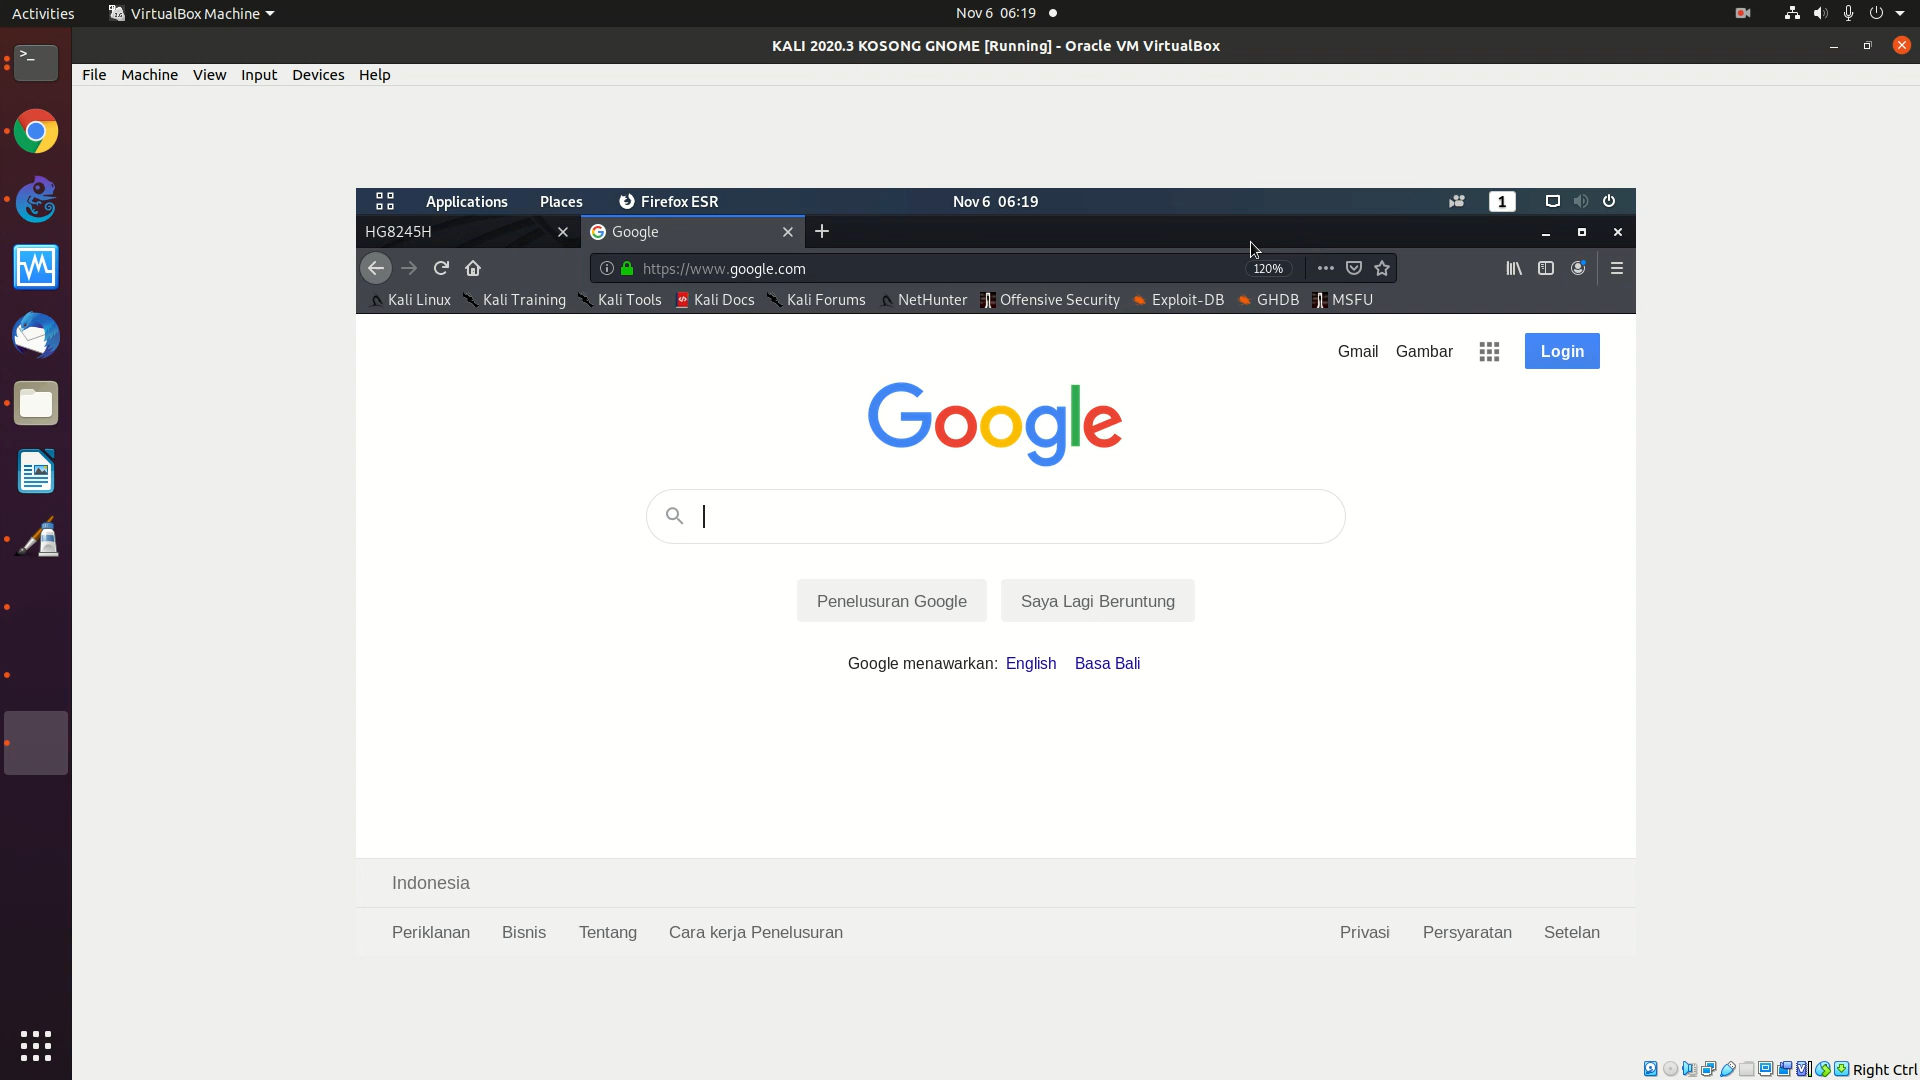 Activities VirtualBox Machine Nov 6 06:19
KALI 2020.3 KOSONG GNOME [Running] - Oracle VM VirtualBox
File Machine View Input Devices Help
Applications Places Firefox ESR Nov 6 06:19 1
HG8245H Google
https://www.google.com 120%
Kali Linux Kali Training Kali Tools Kali Docs Kali Forums NetHunter Offensive Security Exploit-DB GHDB MSFU
Gmail Gambar Login
Google
Penelusuran Google Saya Lagi Beruntung
Google menawarkan: English Basa Bali
Indonesia
Periklanan Bisnis Tentang Cara kerja Penelusuran Privasi Persyaratan Setelan
Right Ctrl